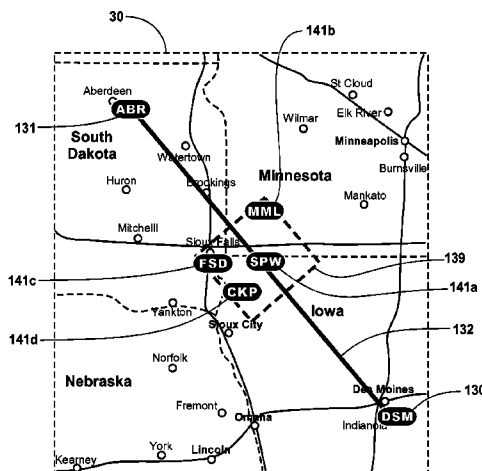 30
141b
Aberdeen
ABR
131
St Cloud
Elk River
South
Dakota
Wilmar
Minneapolis
Watertown
Burnsville
Minnesota
Huron
Brookings
Mankato
MML
Mitchelll
Sioux Falls
139
FSD
SPW
141c
141a
CKP
Iowa
Yankton
132
141d
Sioux City
Norfolk
Nebraska
Des Moines
130
Fremont
DSM
Omaha
Indianola
York
Lincoln
Kearney